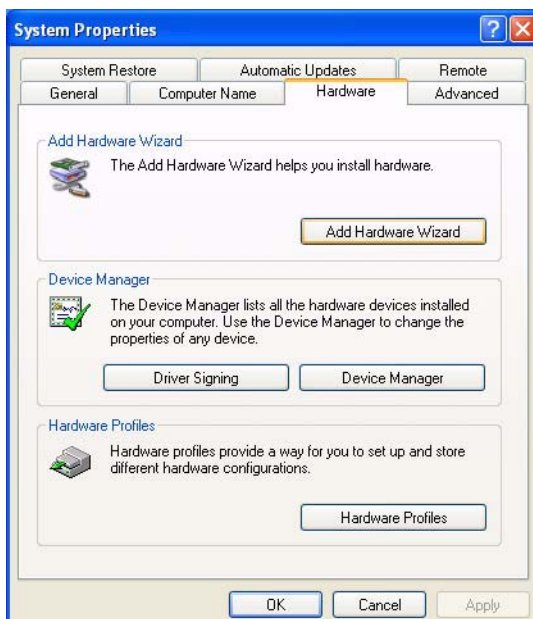 System Properties
System Restore Automatic Updates Remote
General Computer Name Hardware Advanced
Add Hardware Wizard
The Add Hardware Wizard helps you install hardware.
Add Hardware Wizard
Device Manager
The Device Manager lists all the hardware devices installed
on your computer. Use the Device Manager to change the
properties of any device.
Driver Signing Device Manager
Hardware Profiles
Hardware profiles provide a way for you to set up and store
different hardware configurations.
Hardware Profiles
OK Cancel Apply